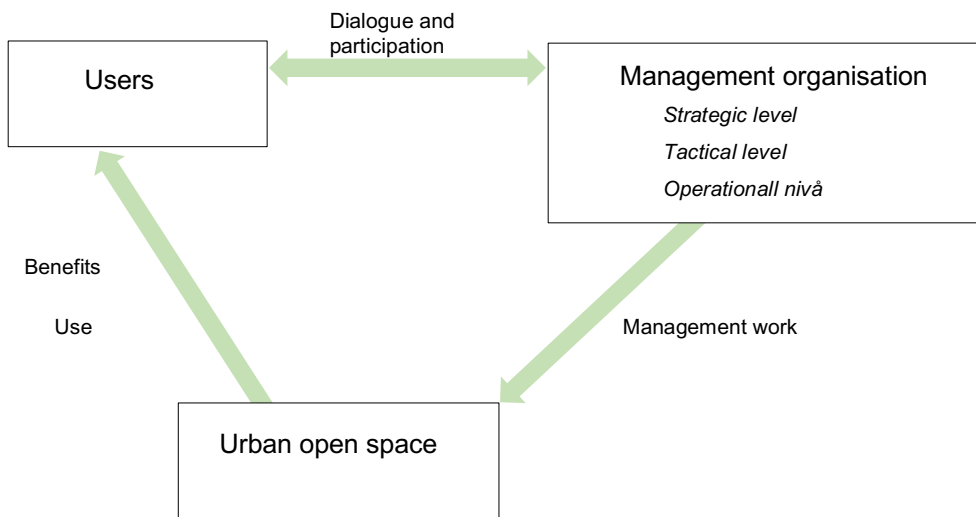 Dialogue and
participation
Users
Management organisation
Strategic level
Tactical level
Operationall nivå
Benefits
Use
Management work
Urban open space